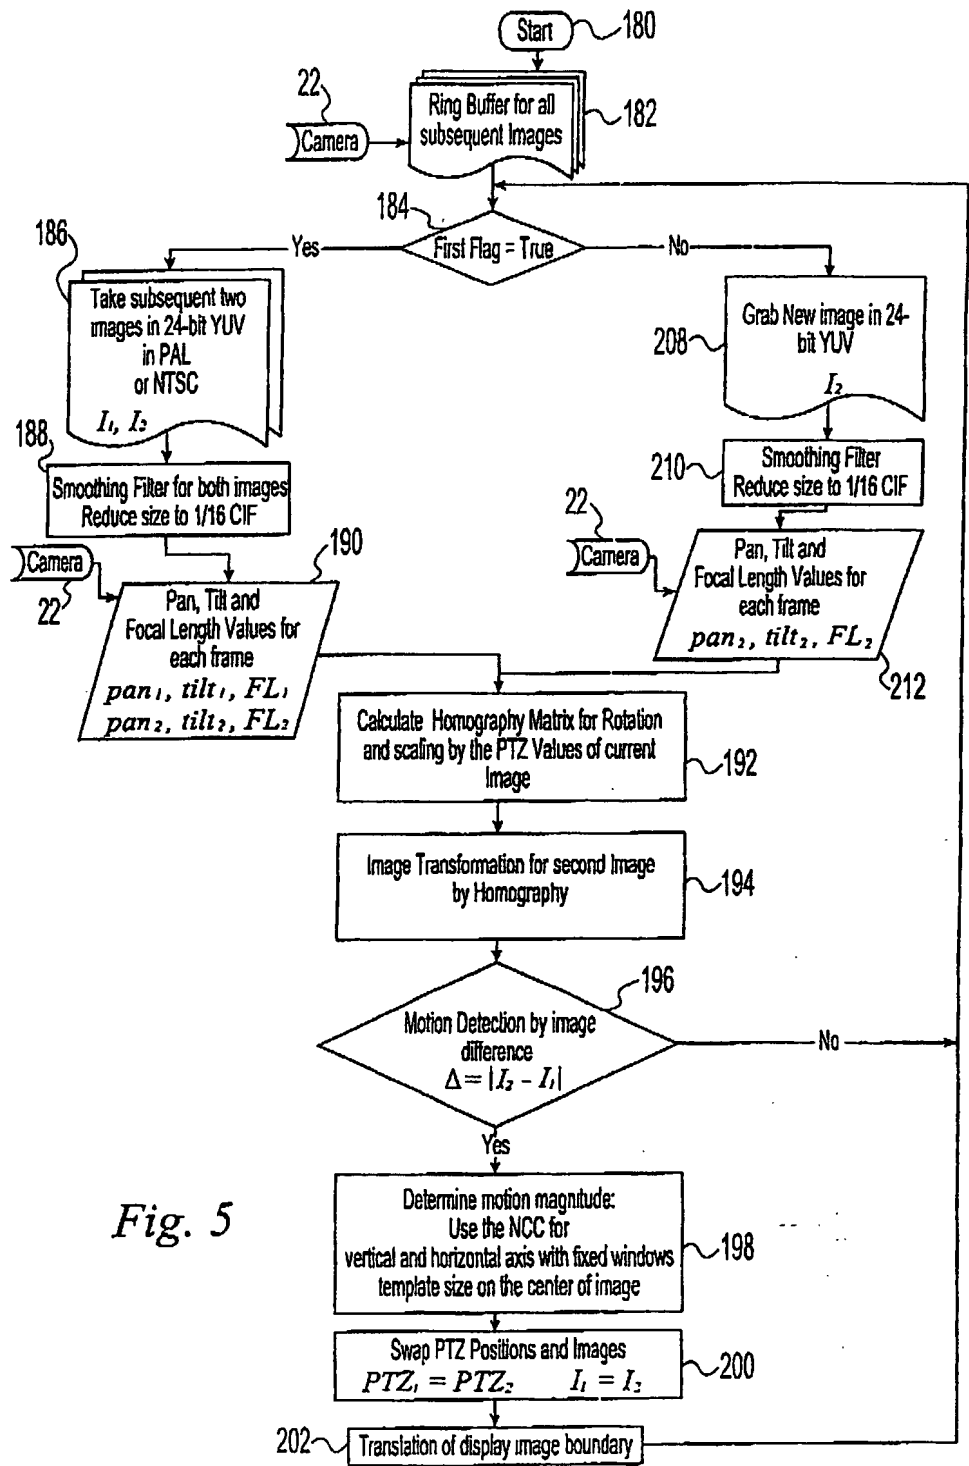 Start
180
22
Camera
Ring Buffer for all
subsequent Images
182
184
First Flag = True
Yes
No
186
Take subsequent two
images in 24-bit YUV
in PAL
or NTSC
I₁, I₂
208
Grab New image in 24-
bit YUV
I₂
188
Smoothing Filter for both images
Reduce size to 1/16 CIF
210
Smoothing Filter
Reduce size to 1/16 CIF
Camera
22
190
Pan, Tilt and
Focal Length Values for
each frame
pan₁, tilt₁, FL₁
pan₂, tilt₂, FL₂
22
Camera
Pan, Tilt and
Focal Length Values for
each frame
pan₂, tilt₂, FL₂
212
Calculate Homography Matrix for Rotation
and scaling by the PTZ Values of current
Image
192
Image Transformation for second Image
by Homography
194
196
Motion Detection by image
difference
Δ = |I₂ - I₁|
No
Yes
Fig. 5
Determine motion magnitude:
Use the NCC for
vertical and horizontal axis with fixed windows
template size on the center of image
198
Swap PTZ Positions and Images
PTZ₁ = PTZ₂ I₁ = I₂
200
202
Translation of display image boundary